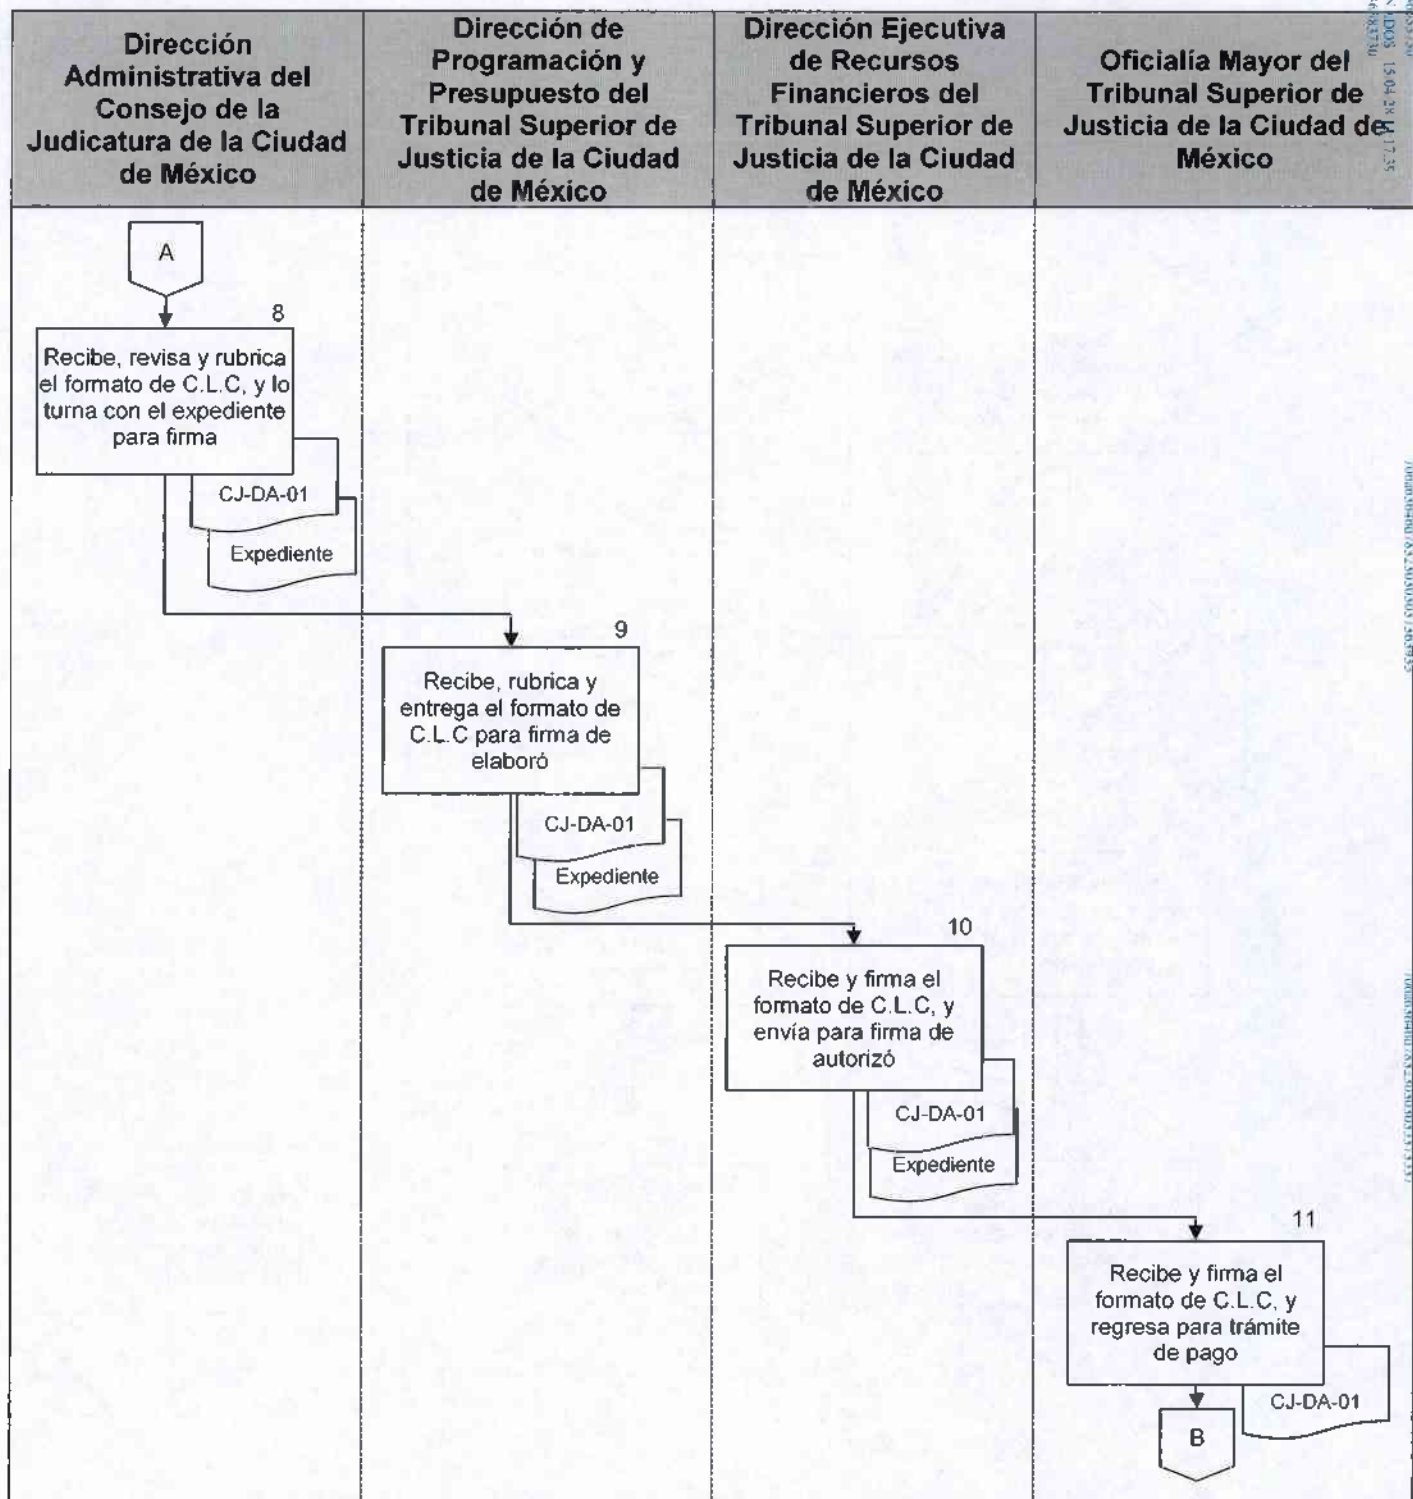 Dirección
Administrativa del
Consejo de la
Judicatura de la Ciudad
de México
Dirección de
Programación y
Presupuesto del
Tribunal Superior de
Justicia de la Ciudad
de México
Dirección Ejecutiva
de Recursos
Financieros del
Tribunal Superior de
Justicia de la Ciudad
de México
Oficialía Mayor del
Tribunal Superior de
Justicia de la Ciudad de
México
A
8
Recibe, revisa y rubrica
el formato de C.L.C, y lo
turna con el expediente
para firma
CJ-DA-01
Expediente
9
Recibe, rubrica y
entrega el formato de
C.L.C para firma de
elaboró
CJ-DA-01
Expediente
10
Recibe y firma el
formato de C.L.C, y
envía para firma de
autorizó
CJ-DA-01
Expediente
11
Recibe y firma el
formato de C.L.C, y
regresa para trámite
de pago
CJ-DA-01
B